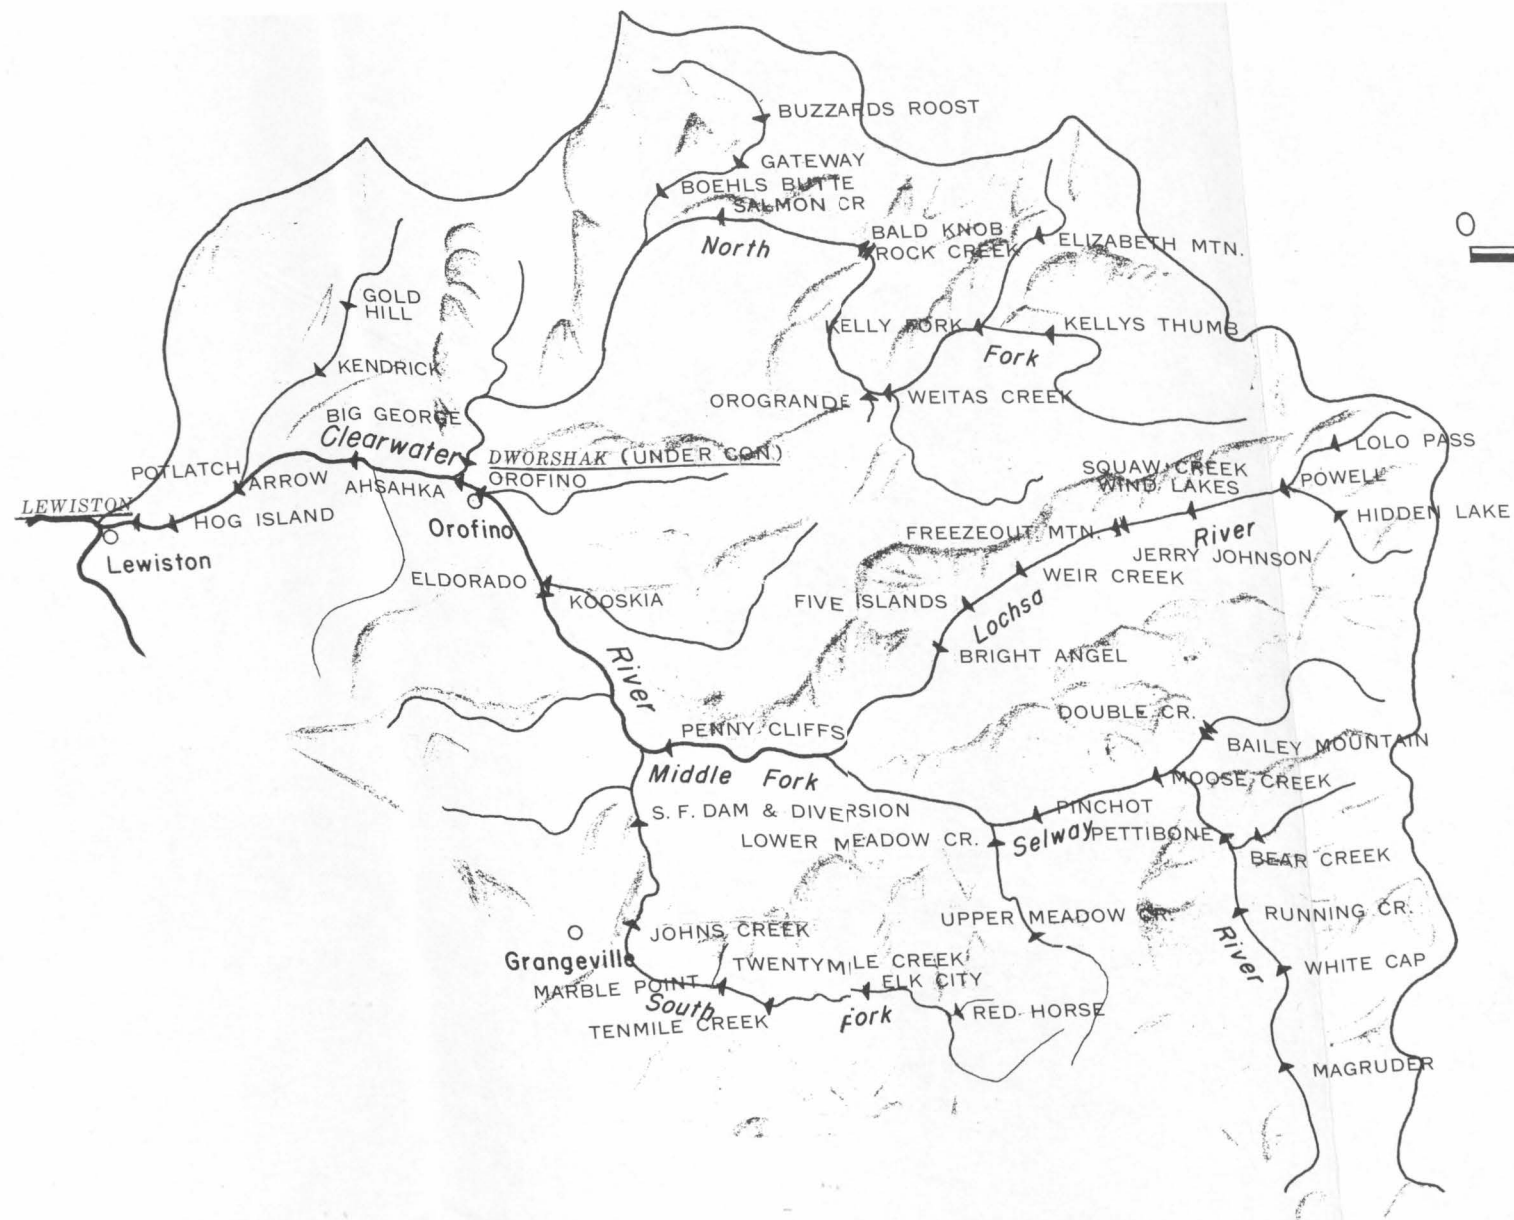 BUZZARDS ROOST
GATEWAY
BOEHLS BUTTE
SALMON CR
North
BALD KNOB
ROCK CREEK
ELIZABETH MTN.
0
GOLD
HILL
KELLY FORK
KELLYS THUMB
Fork
KENDRICK
OROGRANDE
WEITAS CREEK
BIG GEORGE
Clearwater
DWORSHAK (UNDER CON.)
LOLO PASS
POTLATCH
ARROW
AHSAHKA
OROFINO
SQUAW CREEK
WIND LAKES
POWELL
LEWISTON
HOG ISLAND
Orofino
HIDDEN LAKE
Lewiston
FREEZEOUT MTN.
River
JERRY JOHNSON
ELDORADO
KOOSKIA
WEIR CREEK
FIVE ISLANDS
Lochsa
BRIGHT ANGEL
River
DOUBLE CR.
PENNY CLIFFS
BAILEY MOUNTAIN
Middle Fork
MOOSE CREEK
S. F. DAM & DIVERSION
PINCHOT
LOWER MEADOW CR.
Selway
PETTIBONE
BEAR CREEK
UPPER MEADOW CR.
RUNNING CR.
JOHNS CREEK
Grangeville
River
TWENTYMILE CREEK
WHITE CAP
MARBLE POINT
ELK CITY
South
Fork
RED HORSE
TENMILE CREEK
MAGRUDER